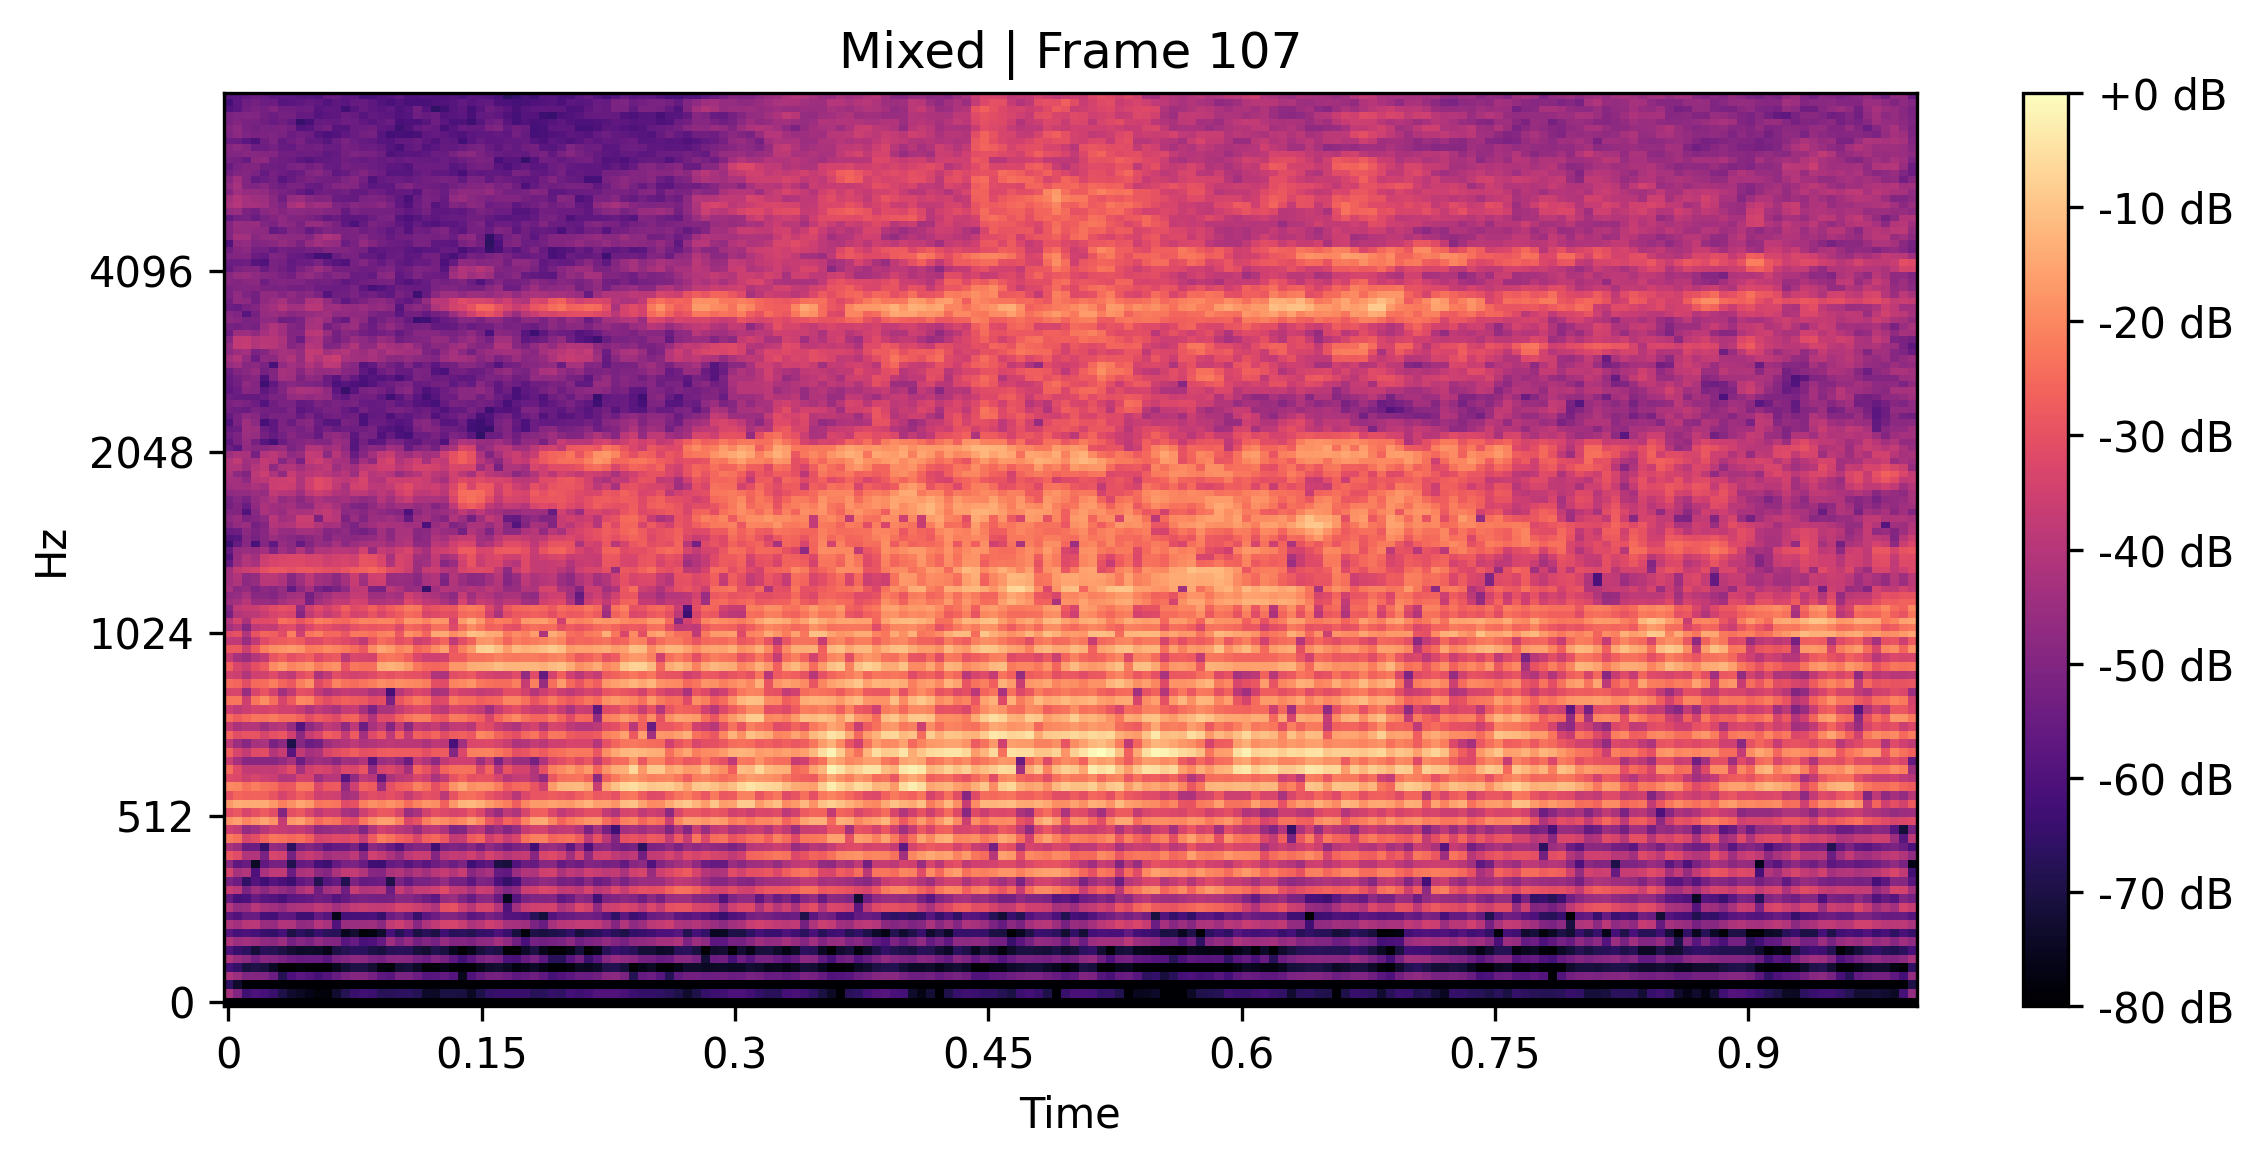 Mixed | Frame 107
Hz
4096
2048
1024
512
0
0 0.15 0.3 0.45 0.6 0.75 0.9
Time
+0 dB
-10 dB
-20 dB
-30 dB
-40 dB
-50 dB
-60 dB
-70 dB
-80 dB